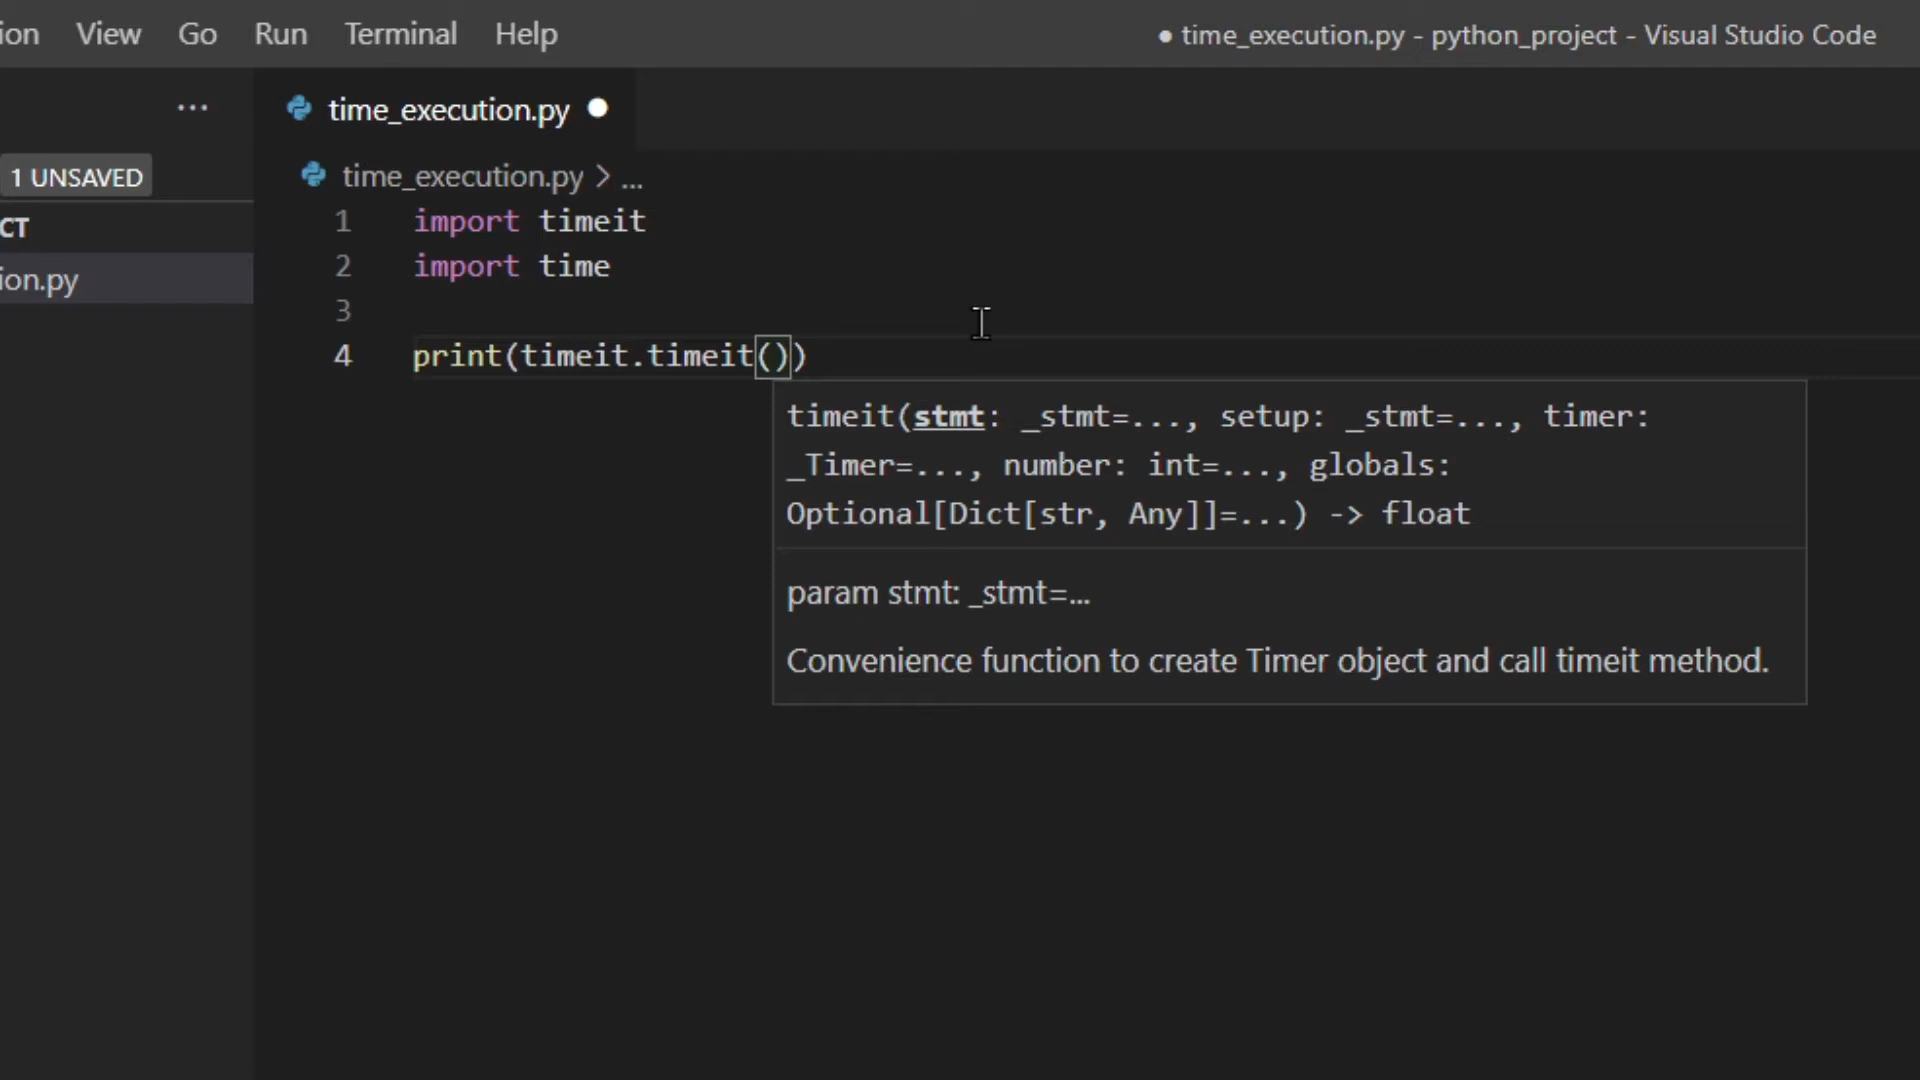 ion View Go Run Terminal Help ● time_execution.py - python_project - Visual Studio Code
··· time_execution.py ●
1 UNSAVED
time_execution.py > ...
CT
ion.py
1 import timeit
2 import time
3
4 print(timeit.timeit())
timeit(stmt: _stmt=..., setup: _stmt=..., timer:
_Timer=..., number: int=..., globals:
Optional[Dict[str, Any]]=...) -> float
param stmt: _stmt=...
Convenience function to create Timer object and call timeit method.